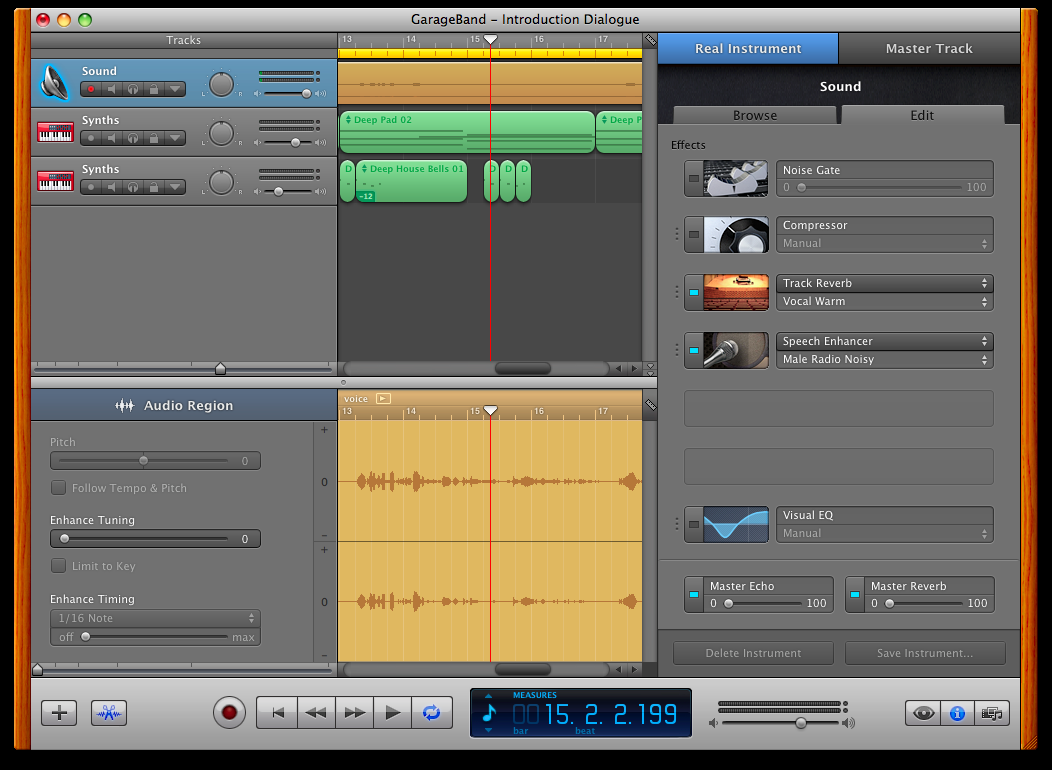 GarageBand – Introduction Dialogue
Tracks
13 14 15 16 17
Real Instrument
Master Track
Sound
L R
Synths
L R
Synths
L R
Deep Pad 02
Deep P
D
Deep House Bells 01
-12
D D D
Sound
Browse
Edit
Effects
Noise Gate
0 100
Compressor
Manual
Track Reverb
Vocal Warm
Speech Enhancer
Male Radio Noisy
Visual EQ
Manual
Master Echo
0 100
Master Reverb
0 100
Delete Instrument
Save Instrument...
Audio Region
voice
13 14 15 16 17
Pitch
0
Follow Tempo & Pitch
Enhance Tuning
0
Limit to Key
Enhance Timing
1/16 Note
off max
+
0
–
+
0
–
MEASURES
0015. 2. 2.199
bar beat